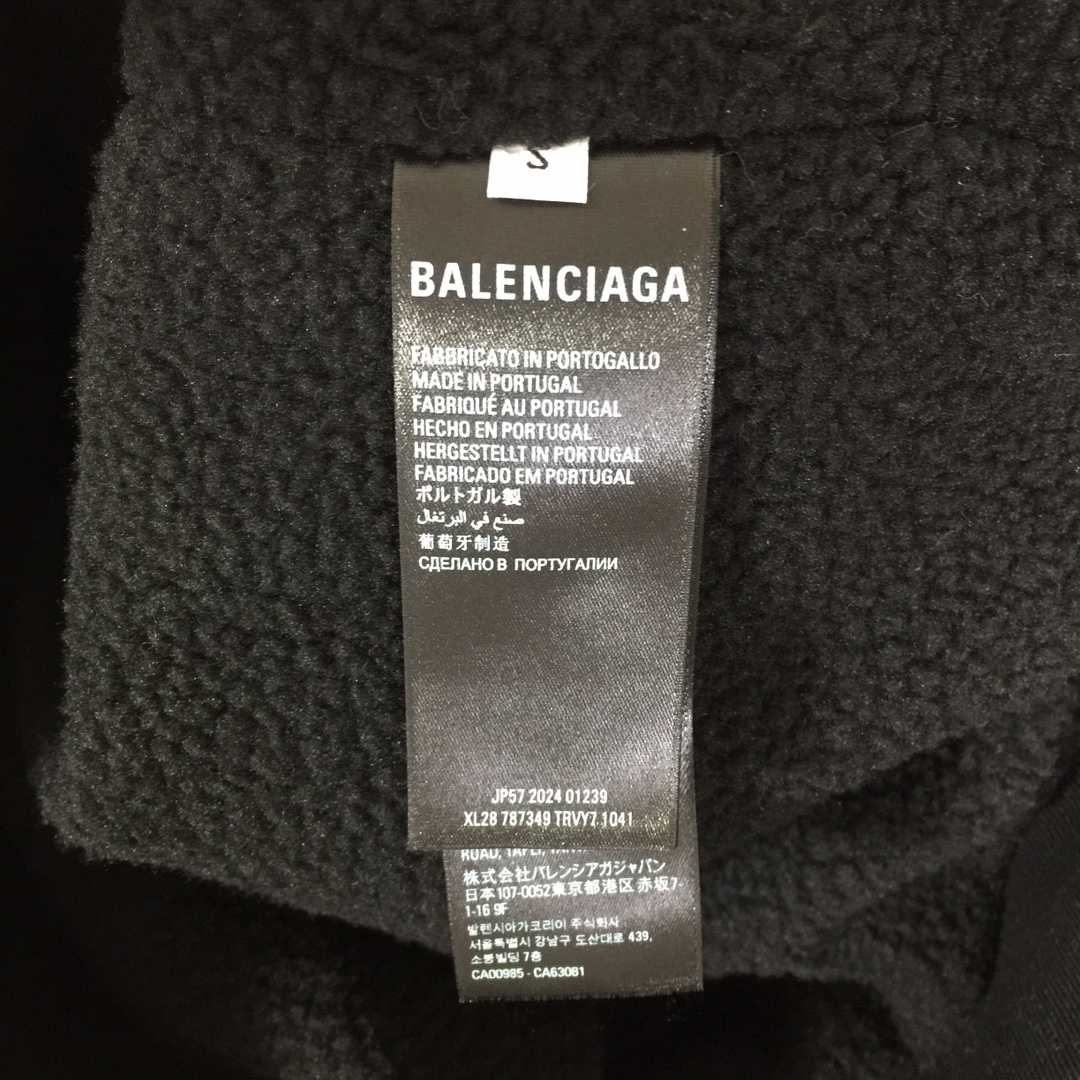 S
BALENCIAGA
FABBRICATO IN PORTOGALLO
MADE IN PORTUGAL
FABRIQUÉ AU PORTUGAL
HECHO EN PORTUGAL
HERGESTELLT IN PORTUGAL
FABRICADO EM PORTUGAL
ポルトガル製
صنع في البرتغال
葡萄牙制造
СДЕЛАНО В ПОРТУГАЛИИ
JP57 2024 01239
XL28 787349 TRVY7 1041
ROAD, TAPEI,
株式会社バレンシアガジャパン
日本107-0052東京都港区赤坂7-
1-16 9F
발렌시아가코리아 주식회사
서울특별시 강남구 도산대로 439,
소봉빌딩 7층
CA00985 - CA63081